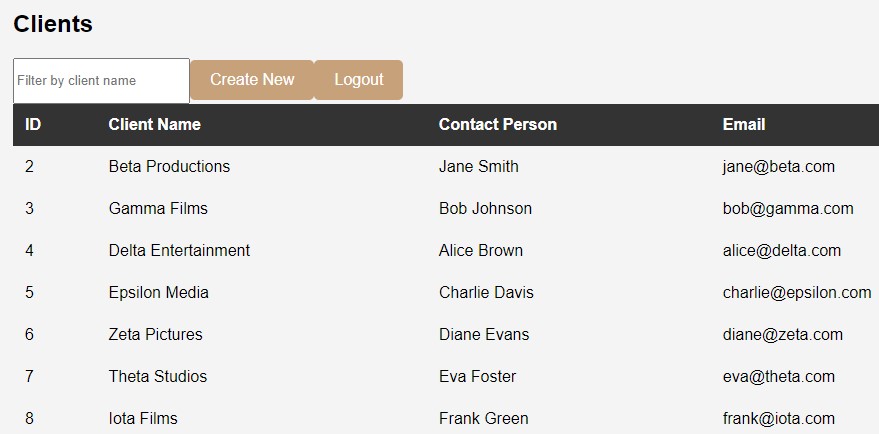 Clients
Filter by client name Create New Logout
ID Client Name Contact Person Email
2 Beta Productions Jane Smith jane@beta.com
3 Gamma Films Bob Johnson bob@gamma.com
4 Delta Entertainment Alice Brown alice@delta.com
5 Epsilon Media Charlie Davis charlie@epsilon.com
6 Zeta Pictures Diane Evans diane@zeta.com
7 Theta Studios Eva Foster eva@theta.com
8 Iota Films Frank Green frank@iota.com